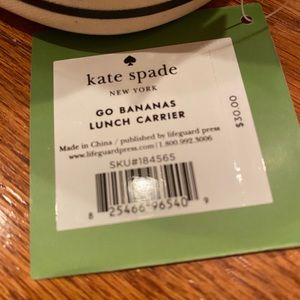 kate spade
NEW YORK
GO BANANAS
LUNCH CARRIER
$30.00
Made in China / published by lifeguard press
www.lifeguardpress.com | 1.800.992.3006
SKU#184565
8 25466 96540 9